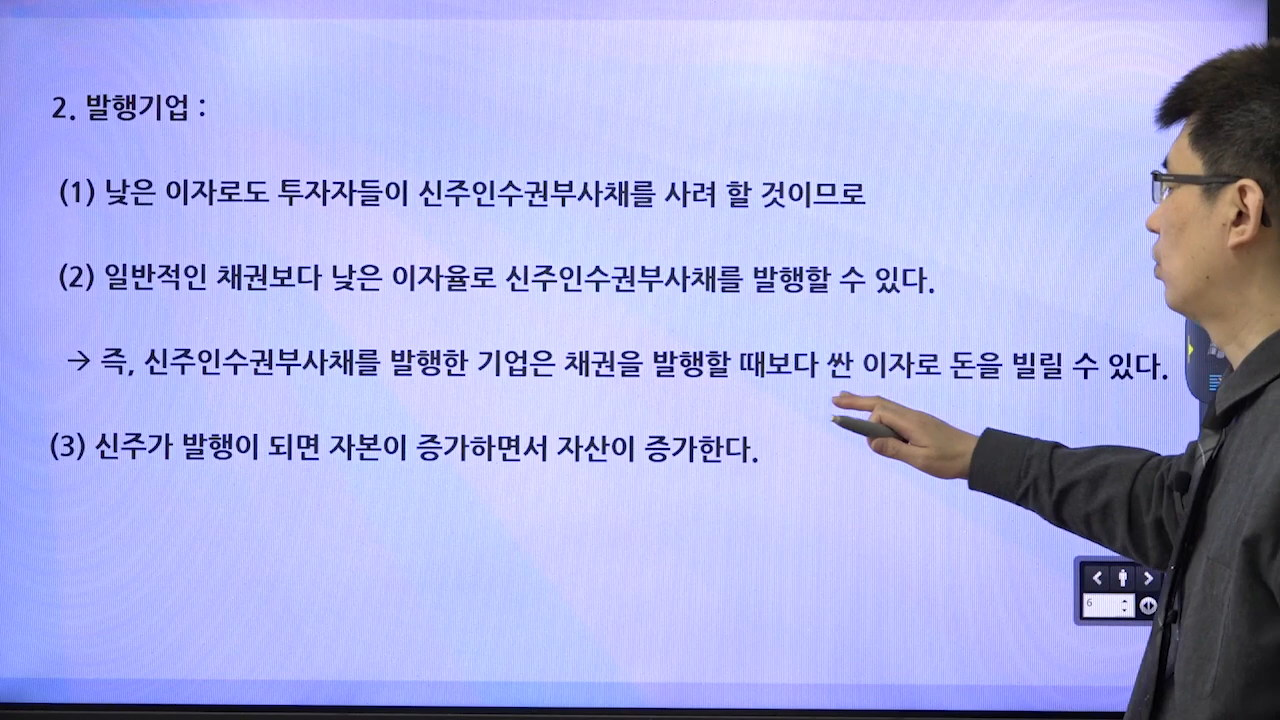 2. 발행기업 :
(1) 낮은 이자로도 투자자들이 신주인수권부사채를 사려 할 것이므로
(2) 일반적인 채권보다 낮은 이자율로 신주인수권부사채를 발행할 수 있다.
→ 즉, 신주인수권부사채를 발행한 기업은 채권을 발행할 때보다 싼 이자로 돈을 빌릴 수 있다.
(3) 신주가 발행이 되면 자본이 증가하면서 자산이 증가한다.
6